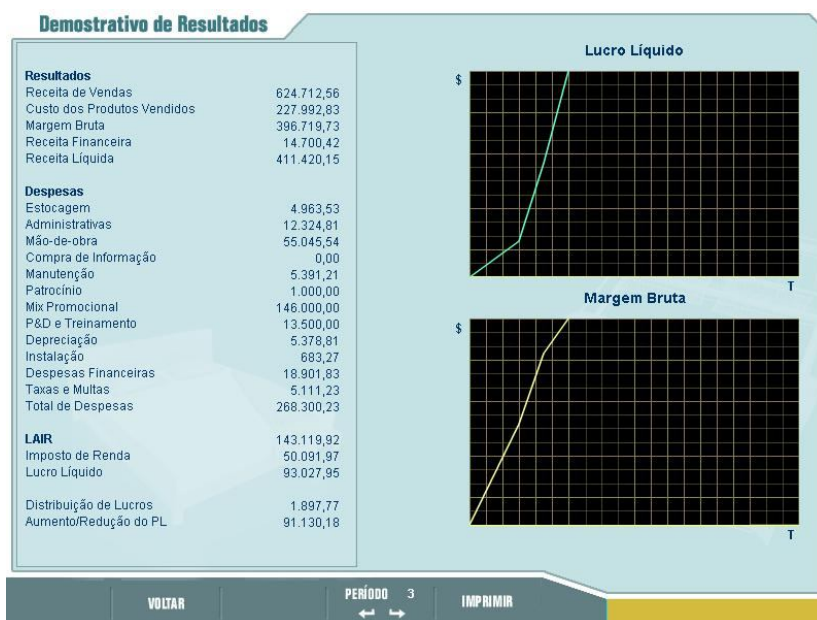 Demostrativo de Resultados
Resultados
Receita de Vendas 624.712,56
Custo dos Produtos Vendidos 227.992,83
Margem Bruta 396.719,73
Receita Financeira 14.700,42
Receita Líquida 411.420,15
Despesas
Estocagem 4.963,53
Administrativas 12.324,81
Mão-de-obra 55.045,54
Compra de Informação 0,00
Manutenção 5.391,21
Patrocínio 1.000,00
Mix Promocional 146.000,00
P&D e Treinamento 13.500,00
Depreciação 5.378,81
Instalação 683,27
Despesas Financeiras 18.901,83
Taxas e Multas 5.111,23
Total de Despesas 268.300,23
LAIR 143.119,92
Imposto de Renda 50.091,97
Lucro Líquido 93.027,95
Distribuição de Lucros 1.897,77
Aumento/Redução do PL 91.130,18
Lucro Líquido
$
T
Margem Bruta
$
T
VOLTAR
PERÍODO 3
IMPRIMIR